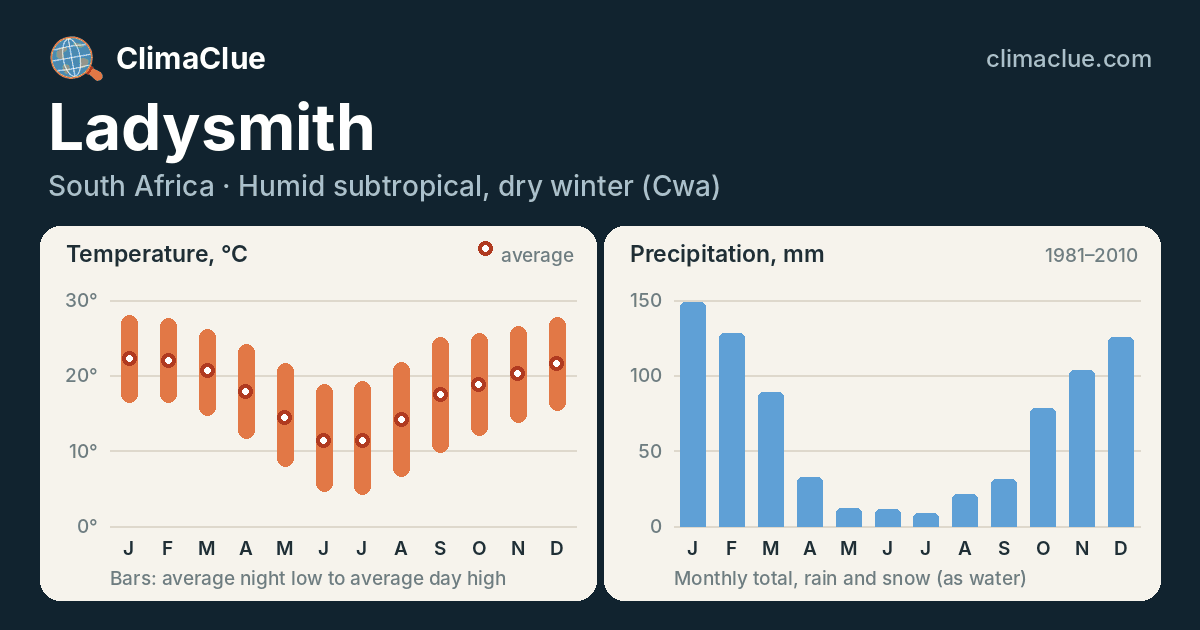 ClimaClue
climaclue.com
Ladysmith
South Africa · Humid subtropical, dry winter (Cwa)
Temperature, °C
average
30°
20°
10°
0°
J F M A M J J A S O N D
Bars: average night low to average day high
Precipitation, mm
1981–2010
150
100
50
0
J F M A M J J A S O N D
Monthly total, rain and snow (as water)